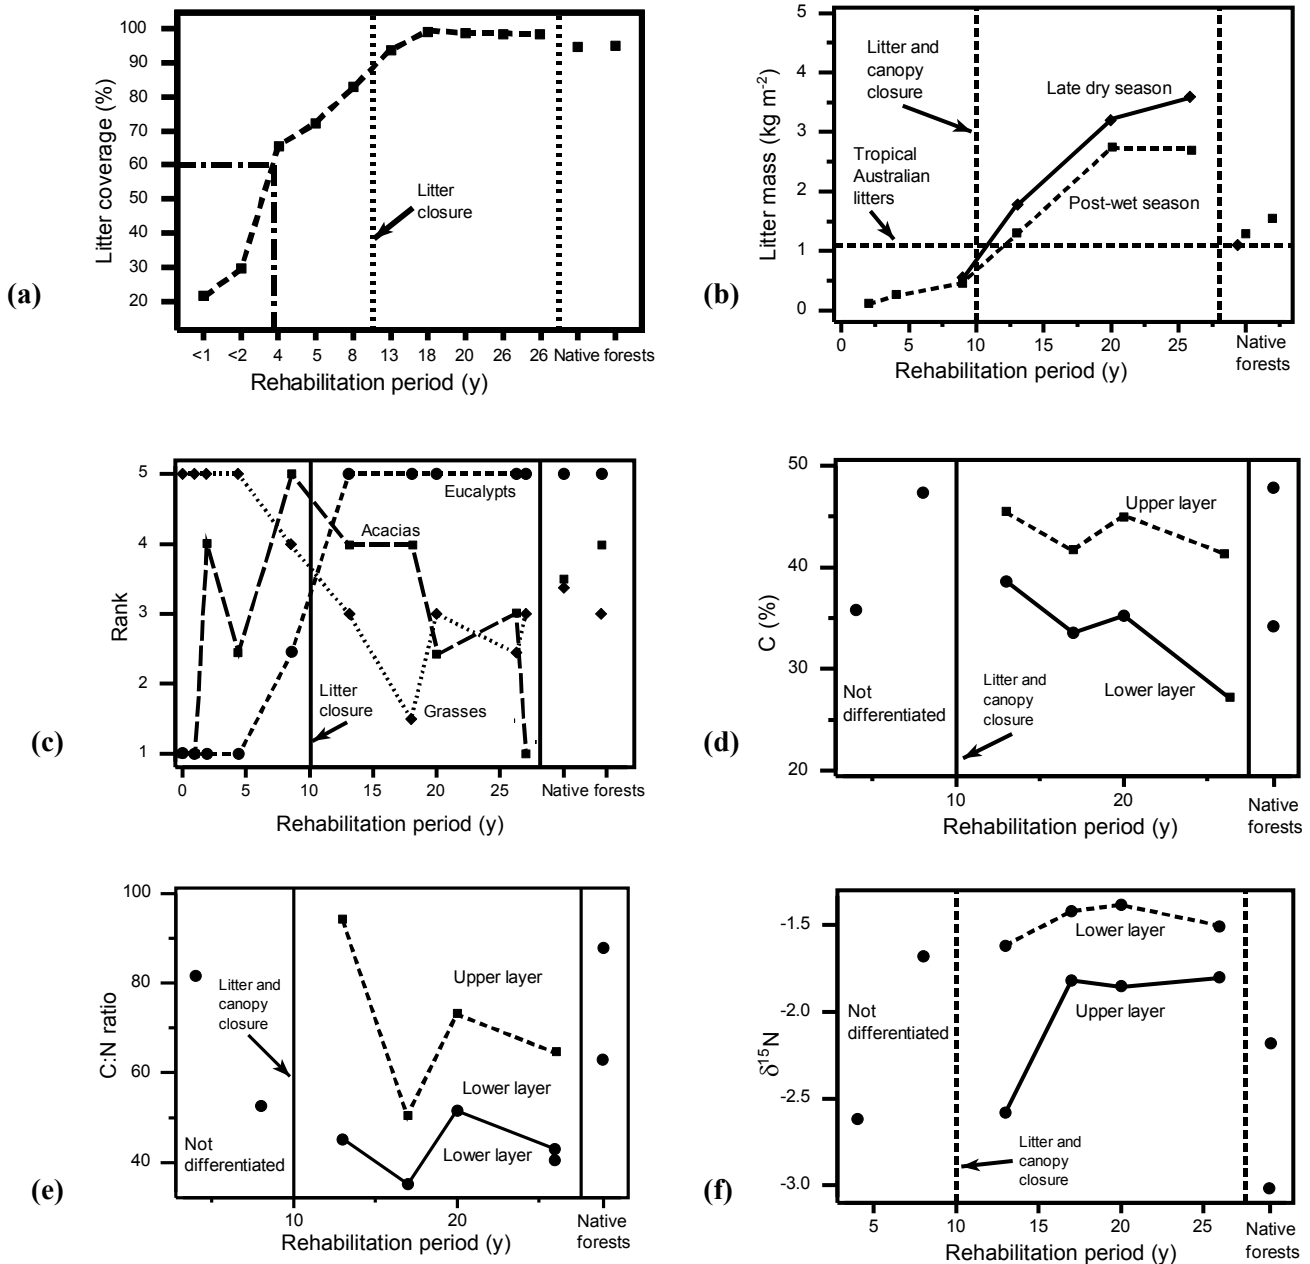 (a)
Litter coverage (%)
100
90
80
70
60
50
40
30
20
Litter
closure
<1 <2 4 5 8 13 18 20 26 26 Native forests
Rehabilitation period (y)
(b)
Litter mass (kg m-2)
5
4
3
2
1
0
Litter and
canopy
closure
Late dry season
Tropical
Australian
litters
Post-wet season
0 5 10 15 20 25 Native
forests
Rehabilitation period (y)
(c)
Rank
5
4
3
2
1
Eucalypts
Acacias
Litter
closure
Grasses
0 5 10 15 20 25 Native forests
Rehabilitation period (y)
(d)
C (%)
50
40
30
20
Upper layer
Not
differentiated
Litter and
canopy
closure
Lower layer
10 20 Native
forests
Rehabilitation period (y)
(e)
C:N ratio
100
80
60
40
Litter and
canopy
closure
Upper layer
Lower layer
Not
differentiated
Lower layer
10 20 Native
forests
Rehabilitation period (y)
(f)
δ15N
-1.5
-2.0
-2.5
-3.0
Lower layer
Not
differentiated
Upper layer
Litter and
canopy
closure
5 10 15 20 25 Native
forests
Rehabilitation period (y)